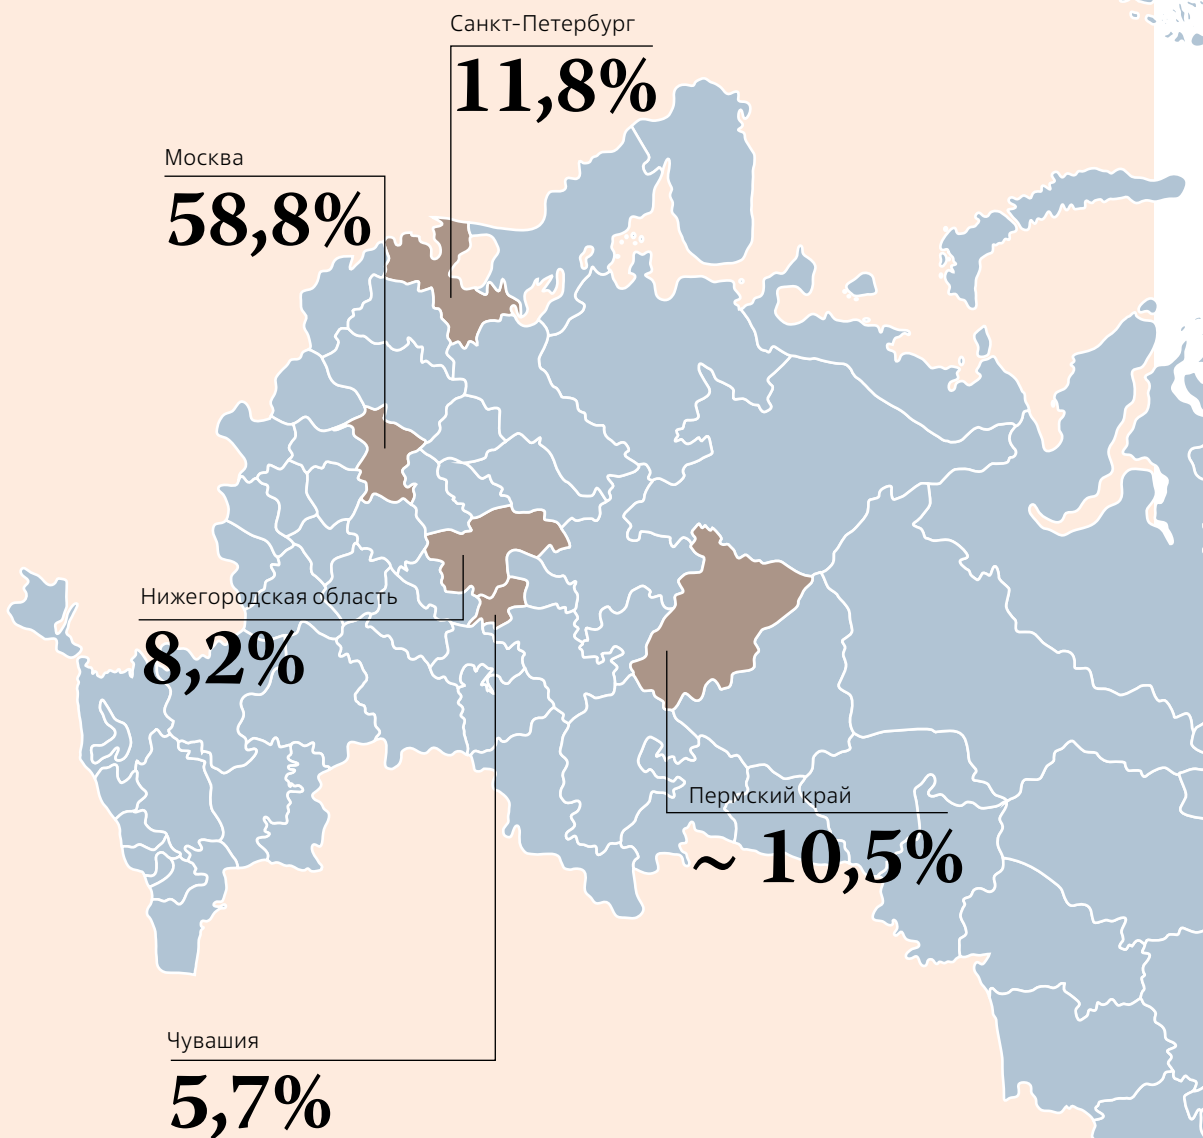 Санкт-Петербург
11,8%
Москва
58,8%
Нижегородская область
8,2%
Пермский край
~ 10,5%
Чувашия
5,7%